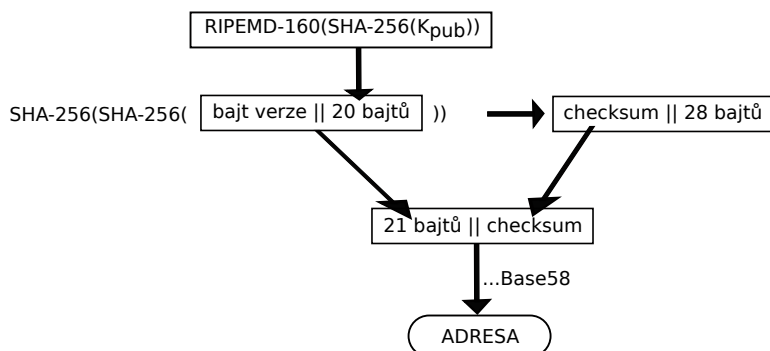 RIPEMD-160(SHA-256(Kpub))
SHA-256(SHA-256( bajt verze || 20 bajtů )) checksum || 28 bajtů
21 bajtů || checksum
...Base58
ADRESA